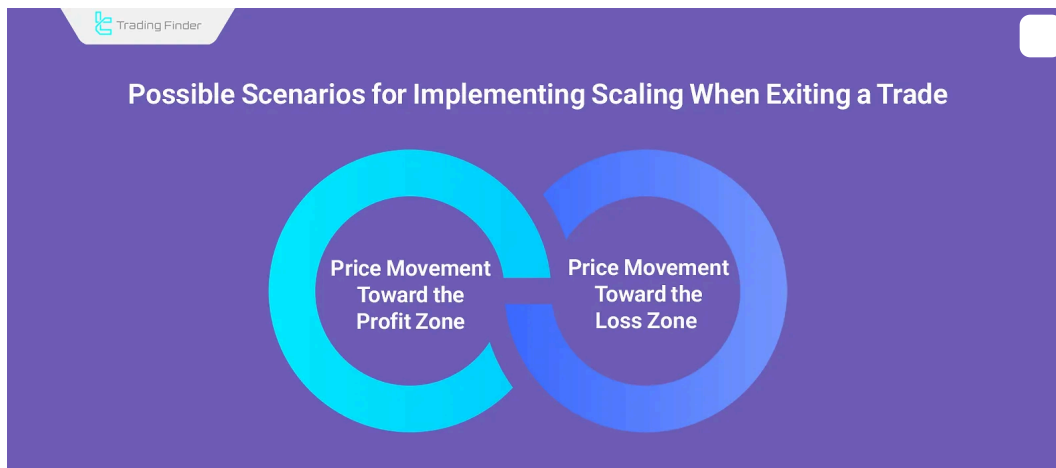 Trading Finder
Possible Scenarios for Implementing Scaling When Exiting a Trade
Price Movement
Toward the
Profit Zone
Price Movement
Toward the
Loss Zone